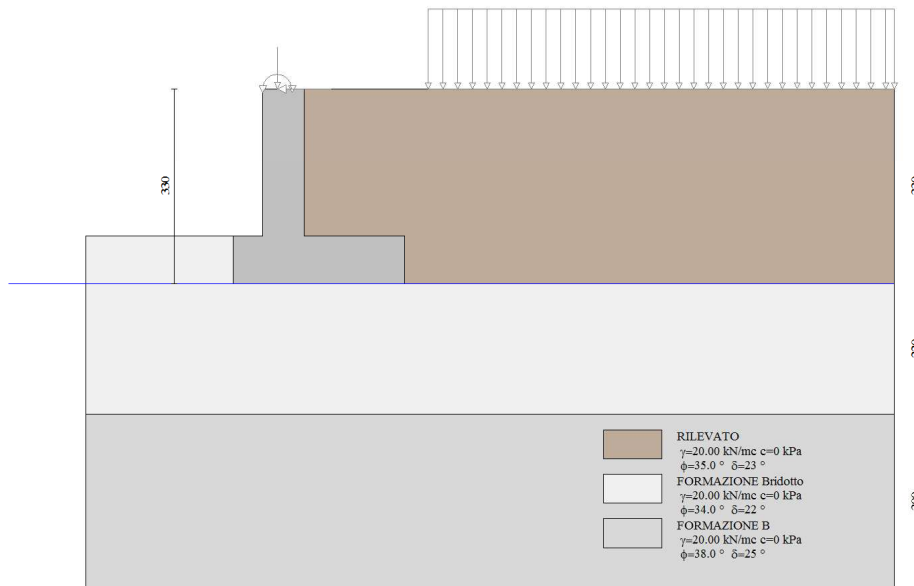 330
RILEVATO
γ=20.00 kN/mc c=0 kPa
ϕ=35.0 ° δ=23 °
FORMAZIONE Bridotto
γ=20.00 kN/mc c=0 kPa
ϕ=34.0 ° δ=22 °
FORMAZIONE B
γ=20.00 kN/mc c=0 kPa
ϕ=38.0 ° δ=25 °